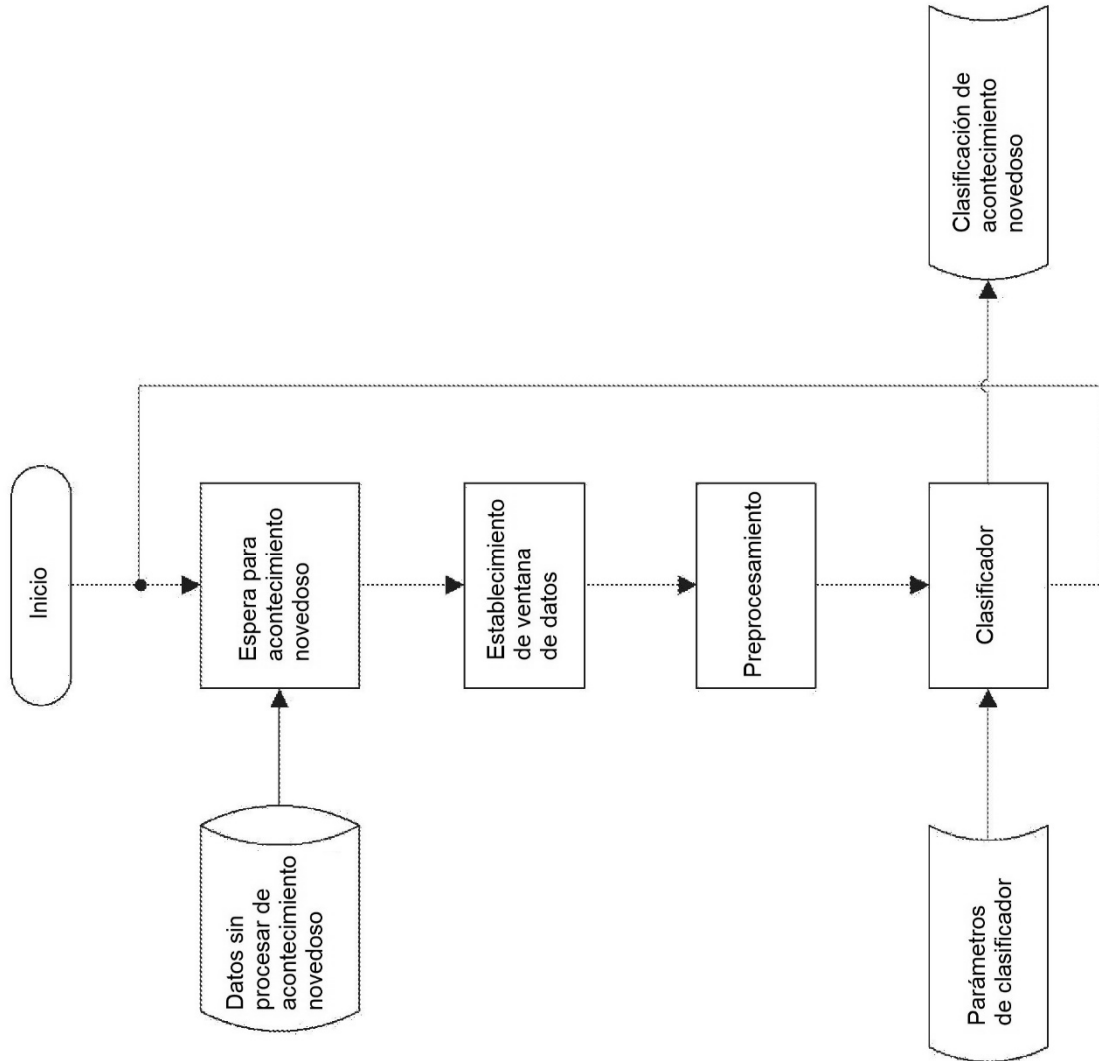 Inicio
Datos sin
procesar de
acontecimiento
novedoso
Espera para
acontecimiento
novedoso
Establecimiento
de ventana
de datos
Preprocesamiento
Parámetros
de clasificador
Clasificador
Clasificación de
acontecimiento
novedoso